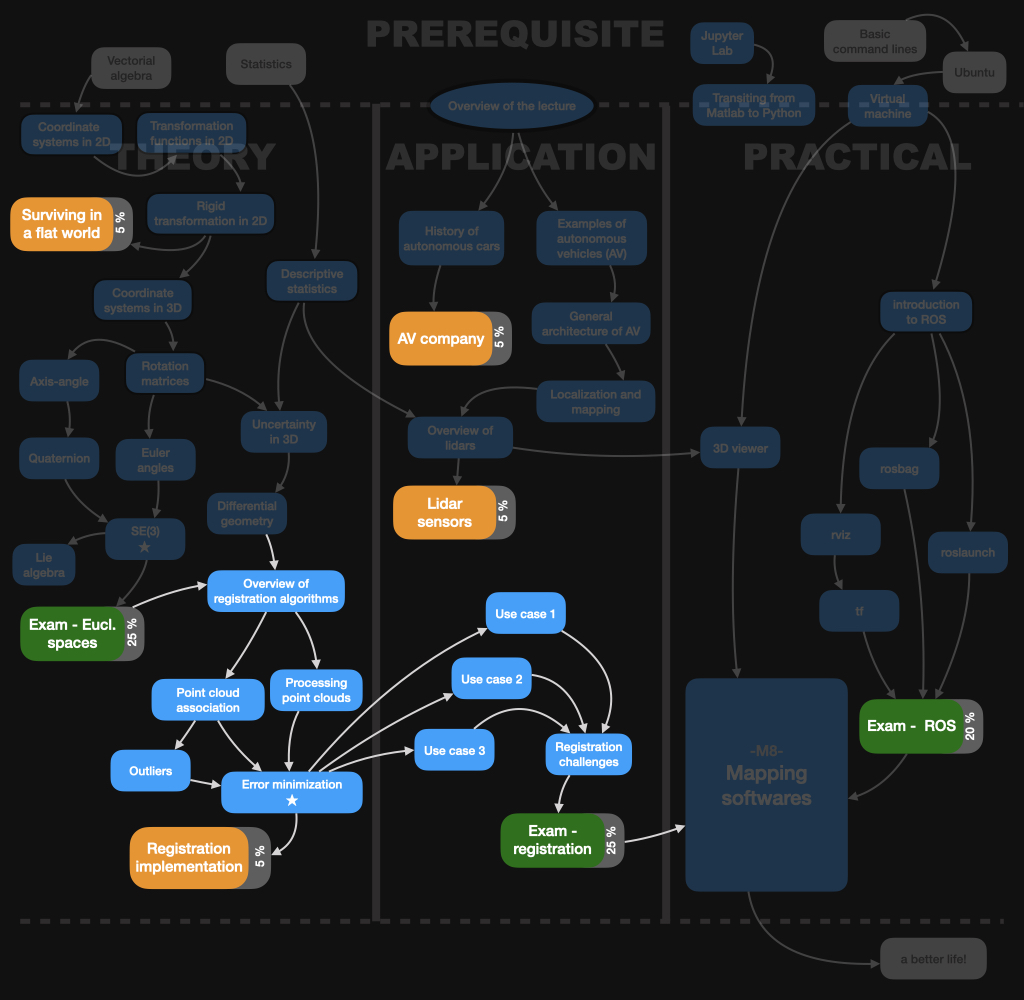 PREREQUISITE
Vectorial
algebra
Statistics
Jupyter
Lab
Basic
command lines
Ubuntu
Overview of the lecture
Transiting from
Matlab to Python
Virtual
machine
Coordinate
systems in 2D
Transformation
functions in 2D
THEORY
APPLICATION
PRACTICAL
Surviving in
a flat world
5 %
Rigid
transformation in 2D
History of
autonomous cars
Examples of
autonomous
vehicles (AV)
Descriptive
statistics
Coordinate
systems in 3D
introduction
to ROS
AV company
5 %
General
architecture of AV
Axis-angle
Rotation
matrices
Localization and
mapping
Uncertainty
in 3D
Overview of
lidars
3D viewer
Quaternion
Euler
angles
rosbag
Differential
geometry
Lidar
sensors
5 %
SE(3)
★
rviz
roslaunch
Lie
algebra
Overview of
registration algorithms
Use case 1
tf
Exam - Eucl.
spaces
25 %
Point cloud
association
Processing
point clouds
Use case 2
Exam -  ROS
20 %
Use case 3
Registration
challenges
-M8-
Mapping
softwares
Outliers
Error minimization
★
Registration
implementation
5 %
Exam -
registration
25 %
a better life!